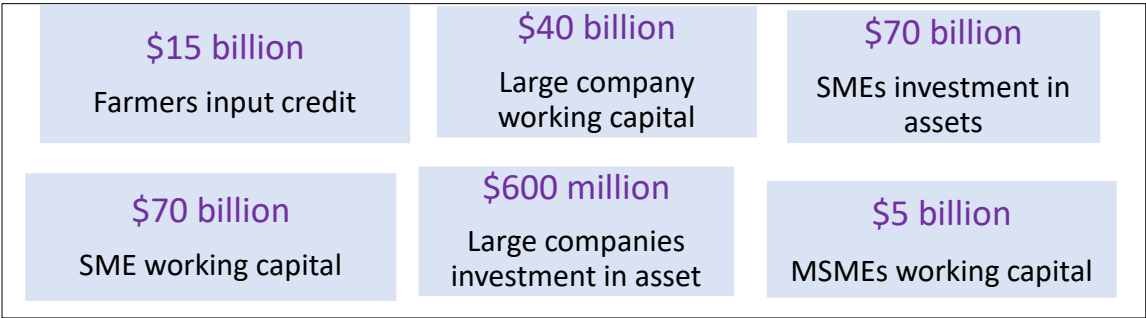 $15 billion
Farmers input credit
$40 billion
Large company
working capital
$70 billion
SMEs investment in
assets
$70 billion
SME working capital
$600 million
Large companies
investment in asset
$5 billion
MSMEs working capital